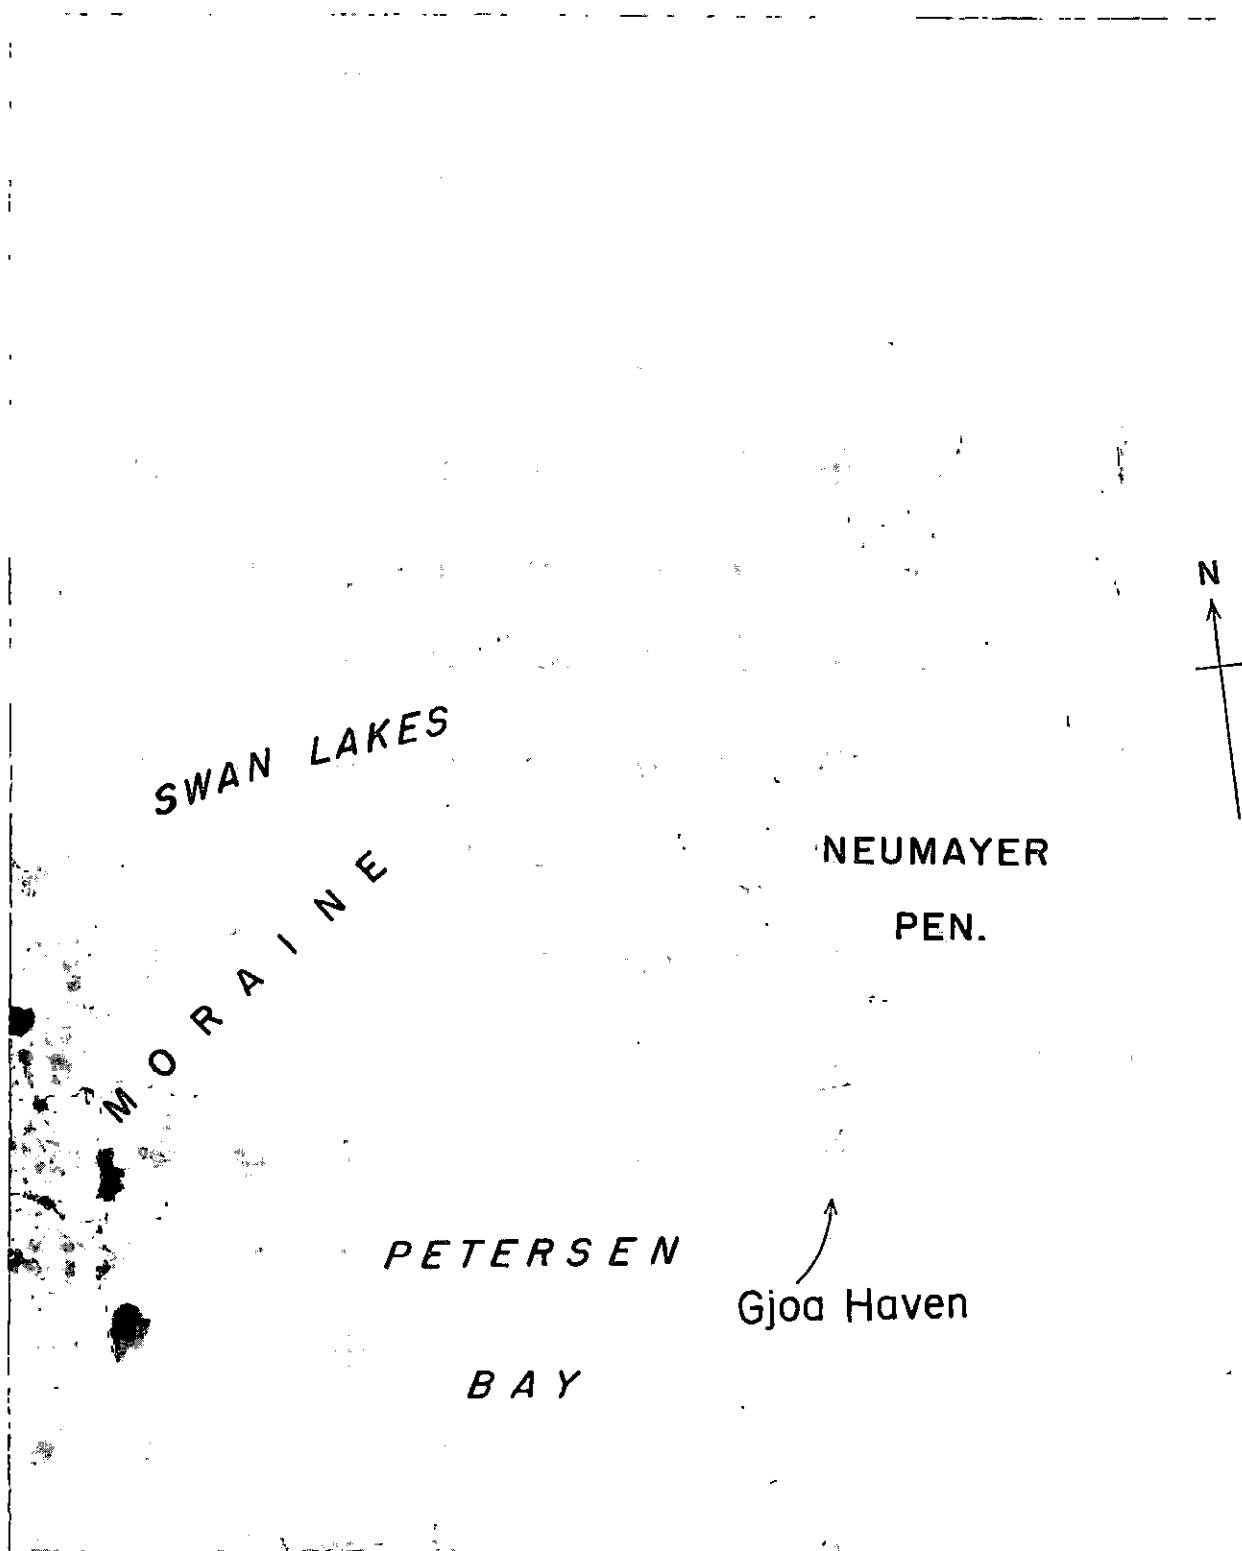 N
SWAN LAKES
NEUMAYER
PEN.
MORAINE
PETERSEN
BAY
Gjoa Haven